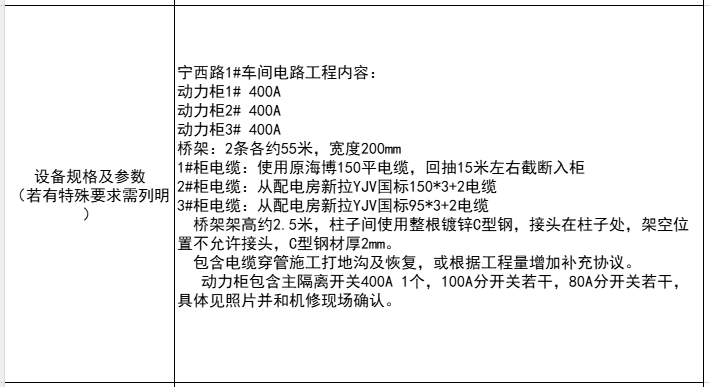 设备规格及参数
（若有特殊要求需列明
）
宁西路1#车间电路工程内容：
动力柜1# 400A
动力柜2# 400A
动力柜3# 400A
桥架：2条各约55米，宽度200mm
1#柜电缆：使用原海博150平电缆，回抽15米左右截断入柜
2#柜电缆：从配电房新拉YJV国标150*3+2电缆
3#柜电缆：从配电房新拉YJV国标95*3+2电缆
桥架架高约2.5米，柱子间使用整根镀锌C型钢，接头在柱子处，架空位
置不允许接头，C型钢材厚2mm。
包含电缆穿管施工打地沟及恢复，或根据工程量增加补充协议。
动力柜包含主隔离开关400A 1个，100A分开关若干，80A分开关若干，
具体见照片并和机修现场确认。